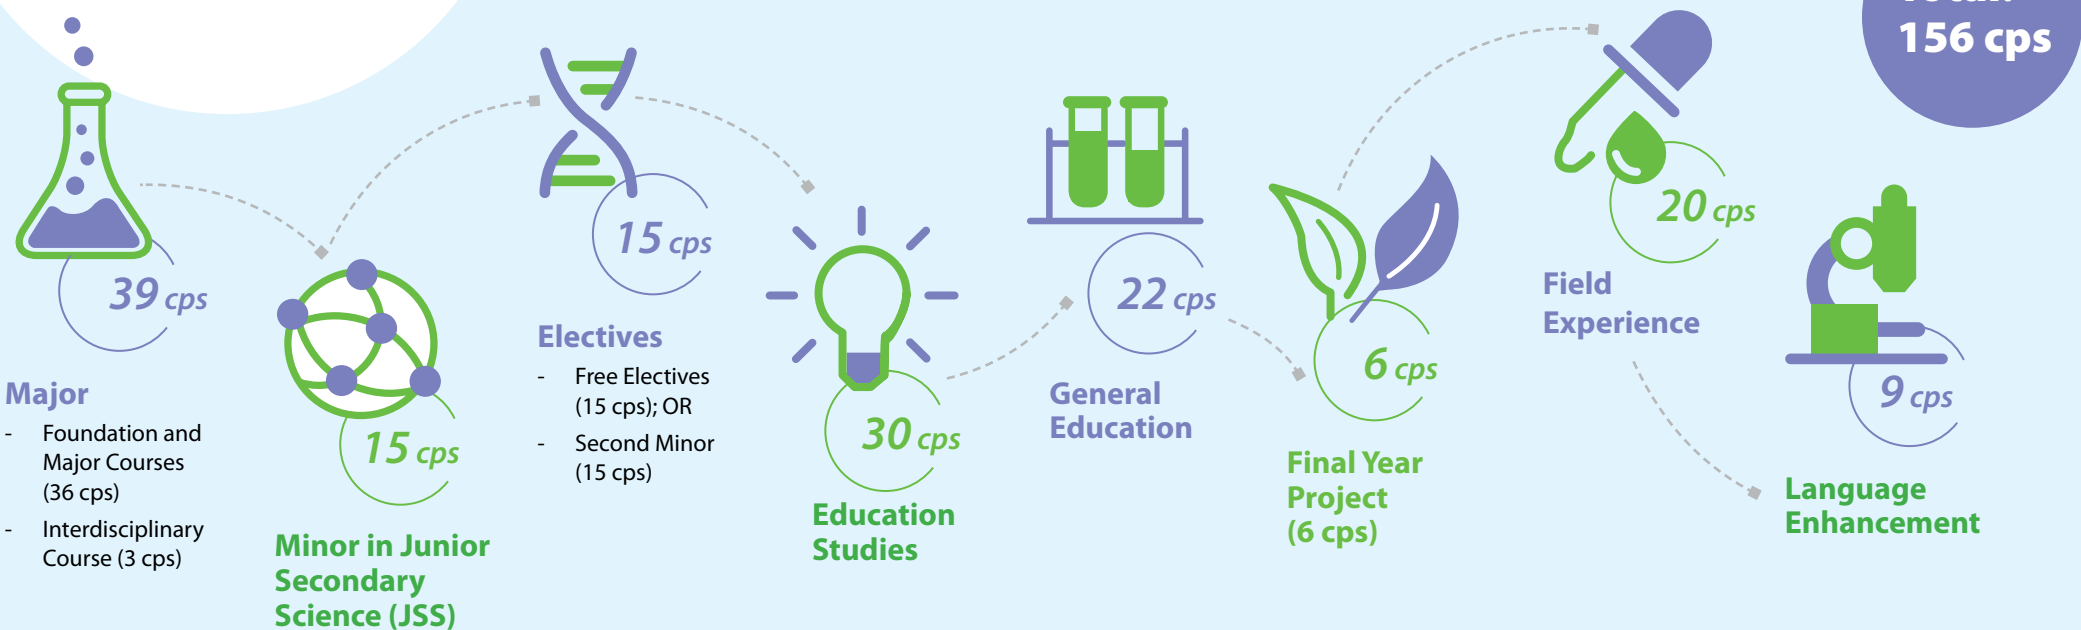 156 cps
39 cps
Major
- Foundation and
Major Courses
(36 cps)
- Interdisciplinary
Course (3 cps)
15 cps
Minor in Junior
Secondary
Science (JSS)
15 cps
Electives
- Free Electives
(15 cps); OR
- Second Minor
(15 cps)
30 cps
Education
Studies
22 cps
General
Education
6 cps
Final Year
Project
(6 cps)
20 cps
Field
Experience
9 cps
Language
Enhancement